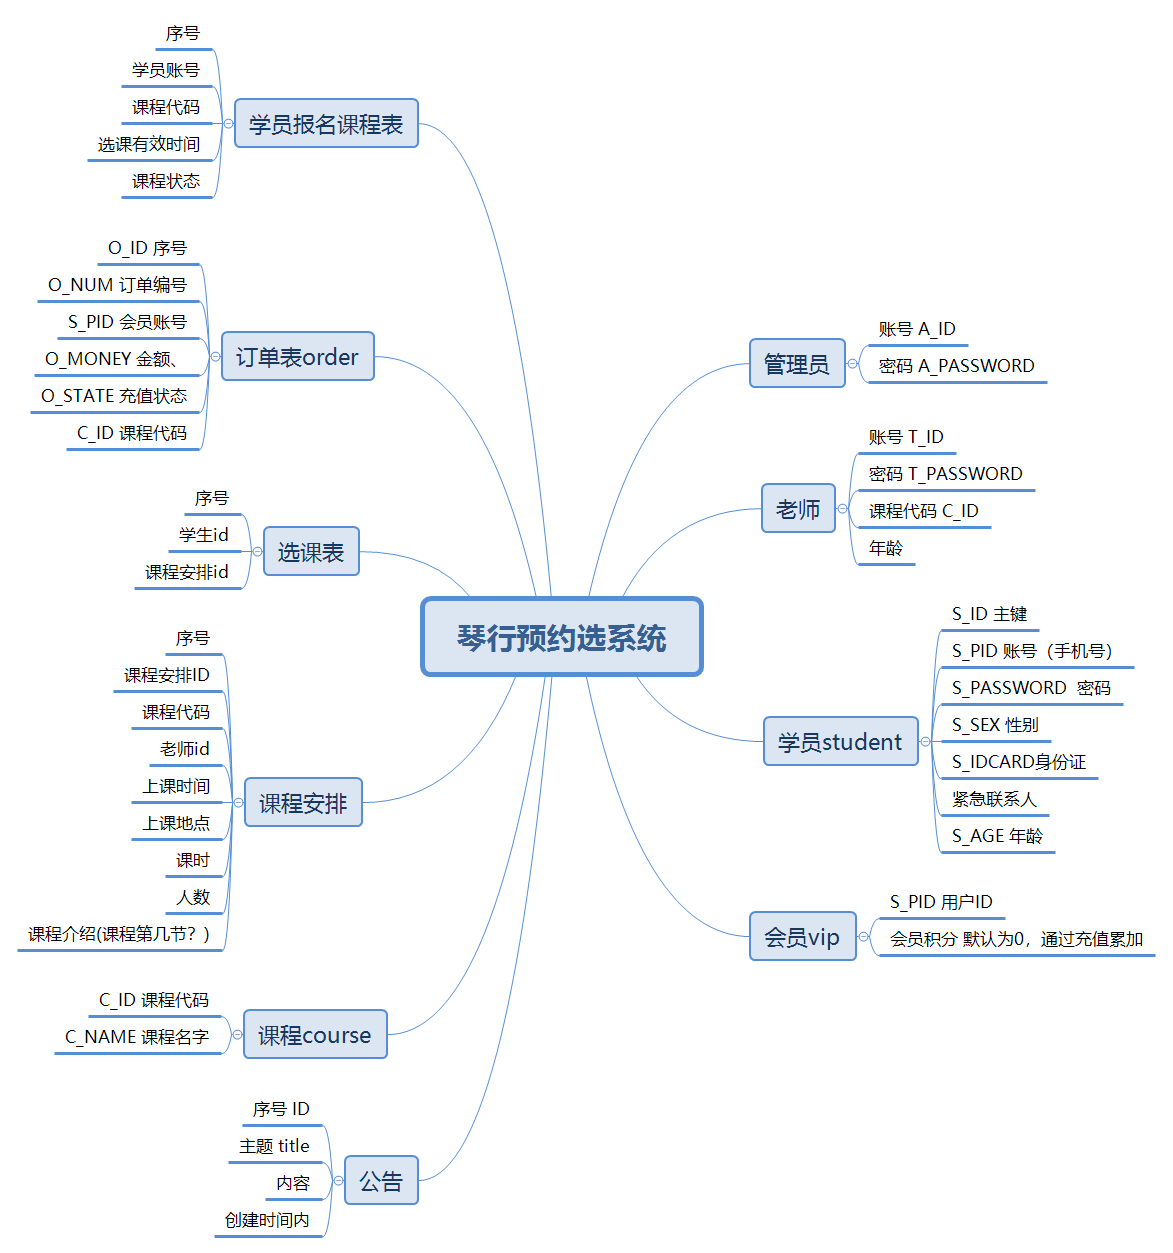 序号
学员账号
课程代码
选课有效时间
课程状态
学员报名课程表
O_ID 序号
O_NUM 订单编号
S_PID 会员账号
O_MONEY 金额、
O_STATE 充值状态
C_ID 课程代码
订单表order
序号
学生id
课程安排id
选课表
序号
课程安排ID
课程代码
老师id
上课时间
上课地点
课时
人数
课程介绍(课程第几节？)
课程安排
C_ID 课程代码
C_NAME 课程名字
课程course
序号 ID
主题 title
内容
创建时间内
公告
琴行预约选系统
管理员
账号 A_ID
密码 A_PASSWORD
老师
账号 T_ID
密码 T_PASSWORD
课程代码 C_ID
年龄
学员student
S_ID 主键
S_PID 账号（手机号）
S_PASSWORD  密码
S_SEX 性别
S_IDCARD身份证
紧急联系人
S_AGE 年龄
会员vip
S_PID 用户ID
会员积分 默认为0，通过充值累加